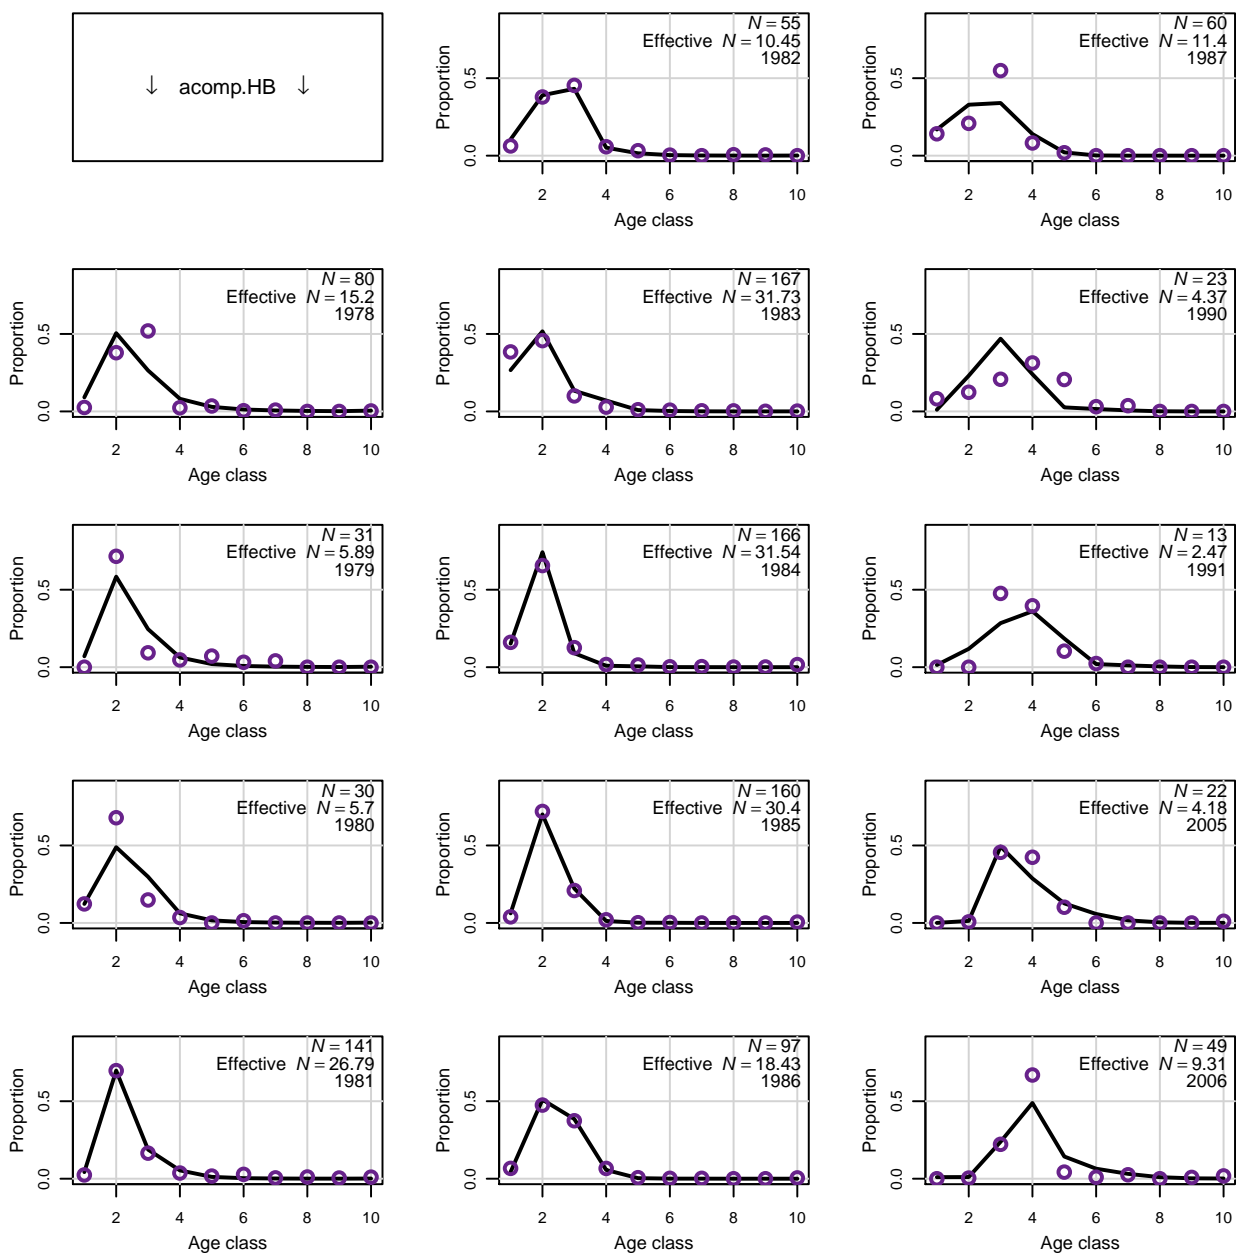 ↓ acomp.HB ↓
N = 55
Effective N = 10.45
1982
Proportion
0.0
0.5
2 4 6 8 10
Age class
N = 60
Effective N = 11.4
1987
Proportion
0.0
0.5
2 4 6 8 10
Age class
N = 80
Effective N = 15.2
1978
Proportion
0.0
0.5
2 4 6 8 10
Age class
N = 167
Effective N = 31.73
1983
Proportion
0.0
0.5
2 4 6 8 10
Age class
N = 23
Effective N = 4.37
1990
Proportion
0.0
0.5
2 4 6 8 10
Age class
N = 31
Effective N = 5.89
1979
Proportion
0.0
0.5
2 4 6 8 10
Age class
N = 166
Effective N = 31.54
1984
Proportion
0.0
0.5
2 4 6 8 10
Age class
N = 13
Effective N = 2.47
1991
Proportion
0.0
0.5
2 4 6 8 10
Age class
N = 30
Effective N = 5.7
1980
Proportion
0.0
0.5
2 4 6 8 10
Age class
N = 160
Effective N = 30.4
1985
Proportion
0.0
0.5
2 4 6 8 10
Age class
N = 22
Effective N = 4.18
2005
Proportion
0.0
0.5
2 4 6 8 10
Age class
N = 141
Effective N = 26.79
1981
Proportion
0.0
0.5
2 4 6 8 10
Age class
N = 97
Effective N = 18.43
1986
Proportion
0.0
0.5
2 4 6 8 10
Age class
N = 49
Effective N = 9.31
2006
Proportion
0.0
0.5
2 4 6 8 10
Age class